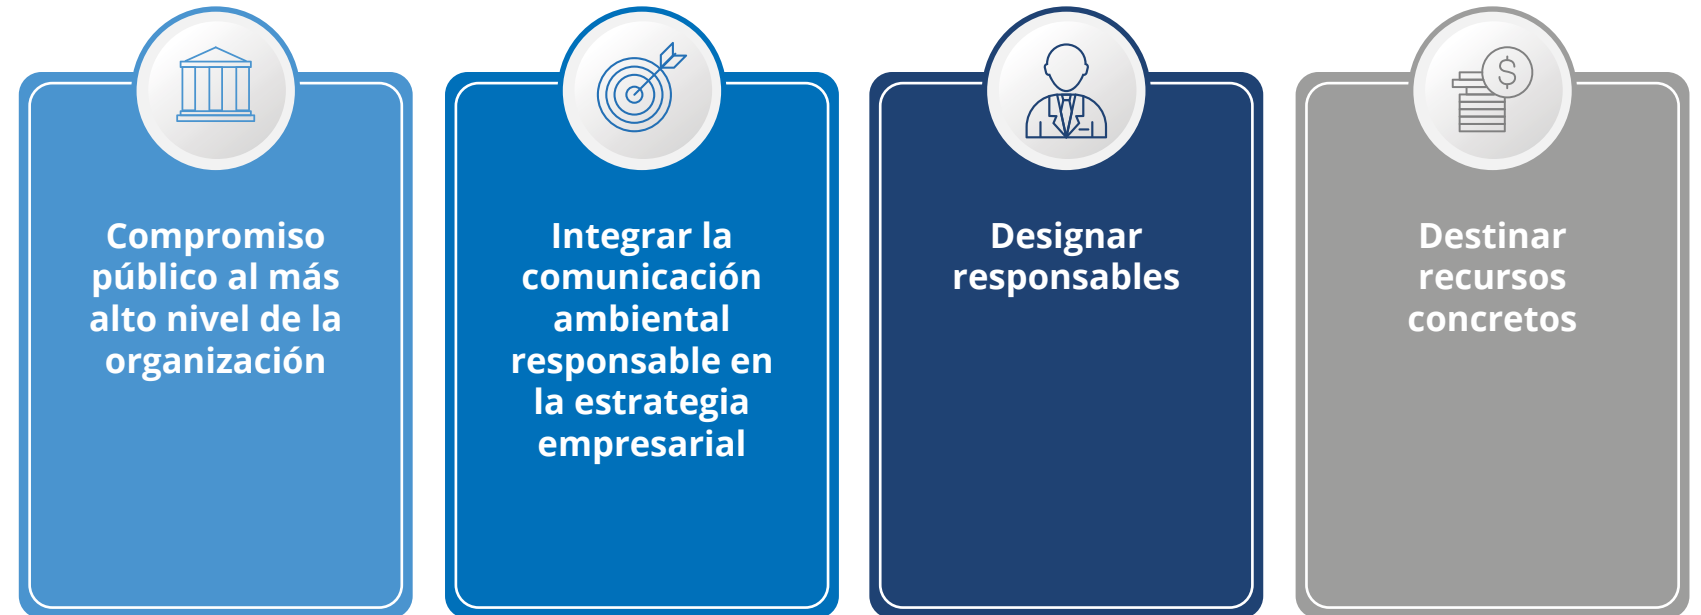 Compromiso
público al más
alto nivel de la
organización
Integrar la
comunicación
ambiental
responsable en
la estrategia
empresarial
Designar
responsables
$
Destinar
recursos
concretos